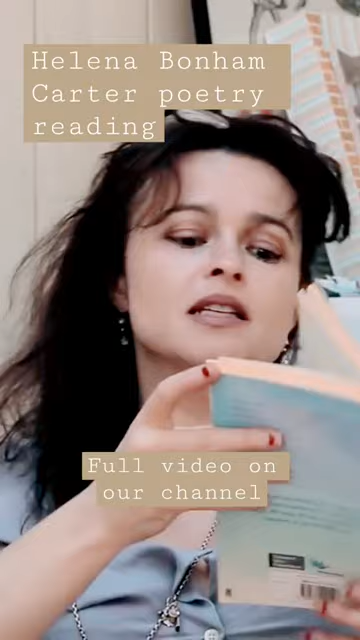 Helena Bonham
Carter poetry
reading
Full video on
our channel